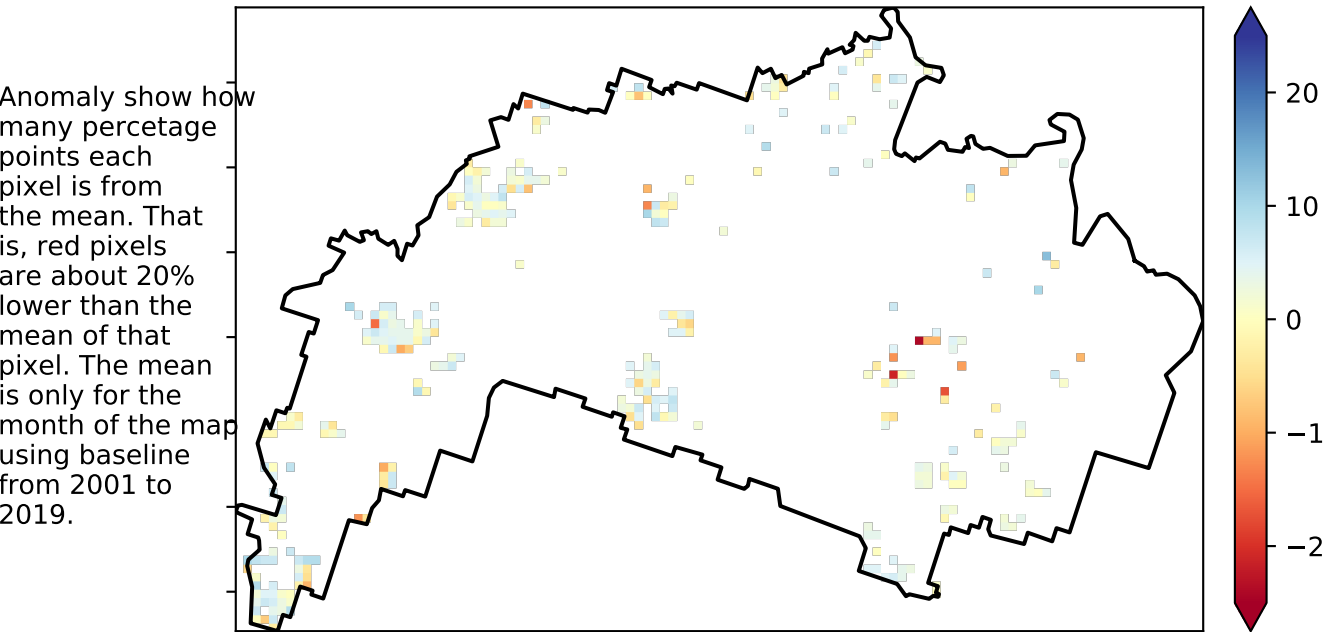 Anomaly show how
many percetage
points each
pixel is from
the mean. That
is, red pixels
are about 20%
lower than the
mean of that
pixel. The mean
is only for the
month of the map
using baseline
from 2001 to
2019.
20
10
0
−1
−2